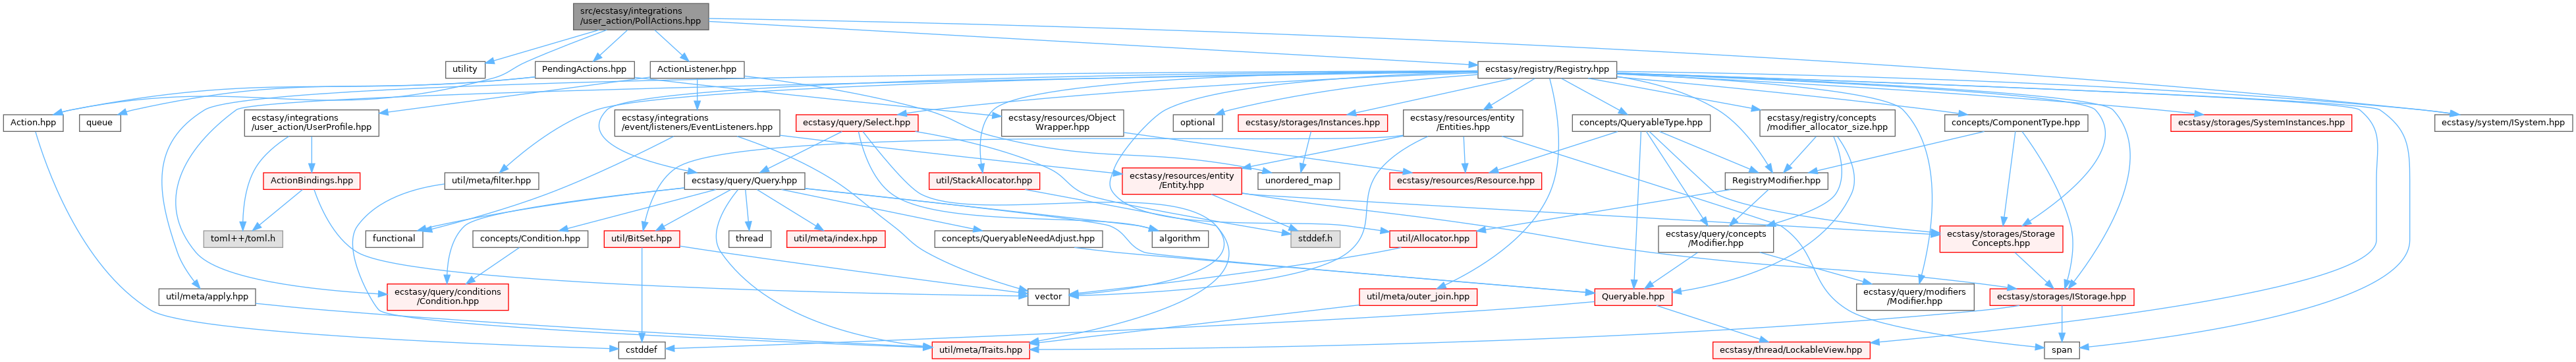 src/ecstasy/integrations
/user_action/PollActions.hpp
utility
PendingActions.hpp
ActionListener.hpp
ecstasy/registry/Registry.hpp
Action.hpp
queue
ecstasy/integrations
/user_action/UserProfile.hpp
ecstasy/integrations
/event/listeners/EventListeners.hpp
ecstasy/query/Select.hpp
ecstasy/resources/Object
Wrapper.hpp
optional
ecstasy/storages/Instances.hpp
ecstasy/resources/entity
/Entities.hpp
concepts/QueryableType.hpp
ecstasy/registry/concepts
/modifier_allocator_size.hpp
concepts/ComponentType.hpp
ecstasy/storages/SystemInstances.hpp
ecstasy/system/ISystem.hpp
ActionBindings.hpp
util/meta/filter.hpp
ecstasy/query/Query.hpp
util/StackAllocator.hpp
ecstasy/resources/entity
/Entity.hpp
unordered_map
ecstasy/resources/Resource.hpp
RegistryModifier.hpp
toml++/toml.h
functional
concepts/Condition.hpp
util/BitSet.hpp
thread
util/meta/index.hpp
concepts/QueryableNeedAdjust.hpp
algorithm
stddef.h
util/Allocator.hpp
ecstasy/query/concepts
/Modifier.hpp
ecstasy/storages/Storage
Concepts.hpp
util/meta/apply.hpp
ecstasy/query/conditions
/Condition.hpp
vector
util/meta/outer_join.hpp
Queryable.hpp
ecstasy/query/modifiers
/Modifier.hpp
ecstasy/storages/IStorage.hpp
cstddef
util/meta/Traits.hpp
ecstasy/thread/LockableView.hpp
span